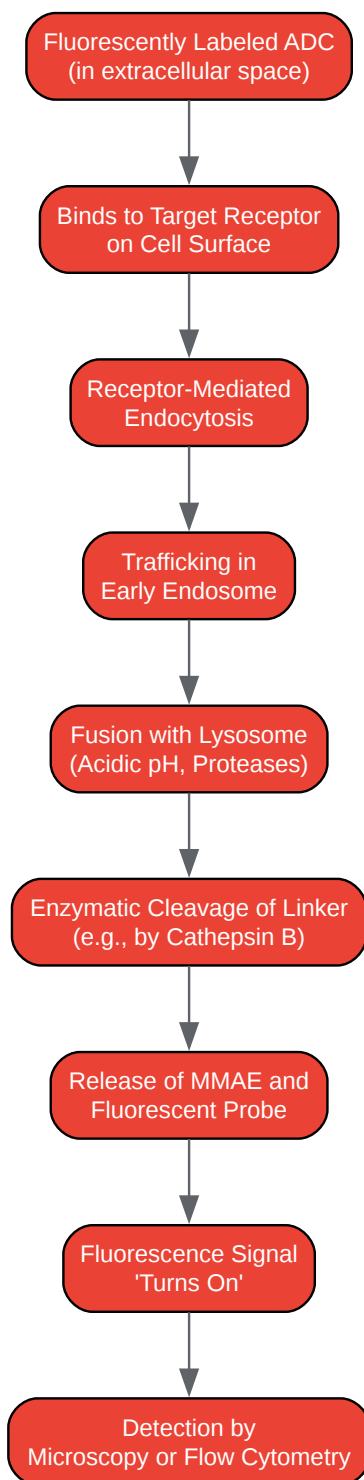 Fluorescently Labeled ADC
(in extracellular space)
Binds to Target Receptor
on Cell Surface
Receptor-Mediated
Endocytosis
Trafficking in
Early Endosome
Fusion with Lysosome
(Acidic pH, Proteases)
Enzymatic Cleavage of Linker
(e.g., by Cathepsin B)
Release of MMAE and
Fluorescent Probe
Fluorescence Signal
'Turns On'
Detection by
Microscopy or Flow Cytometry